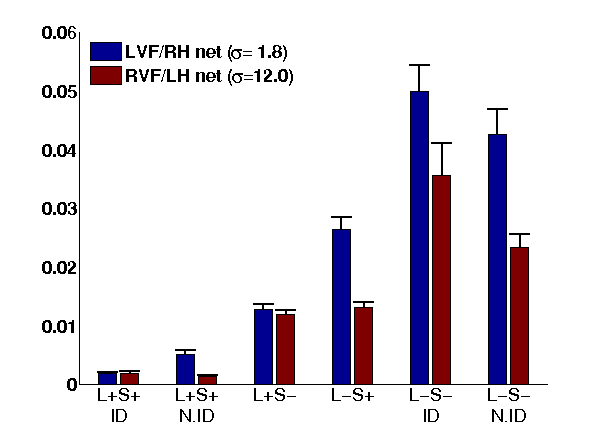 0.06
0.05
0.04
0.03
0.02
0.01
0
LVF/RH net (σ= 1.8)
RVF/LH net (σ=12.0)
L+S+ L+S+ L+S− L−S+ L−S− L−S−
ID N.ID ID N.ID